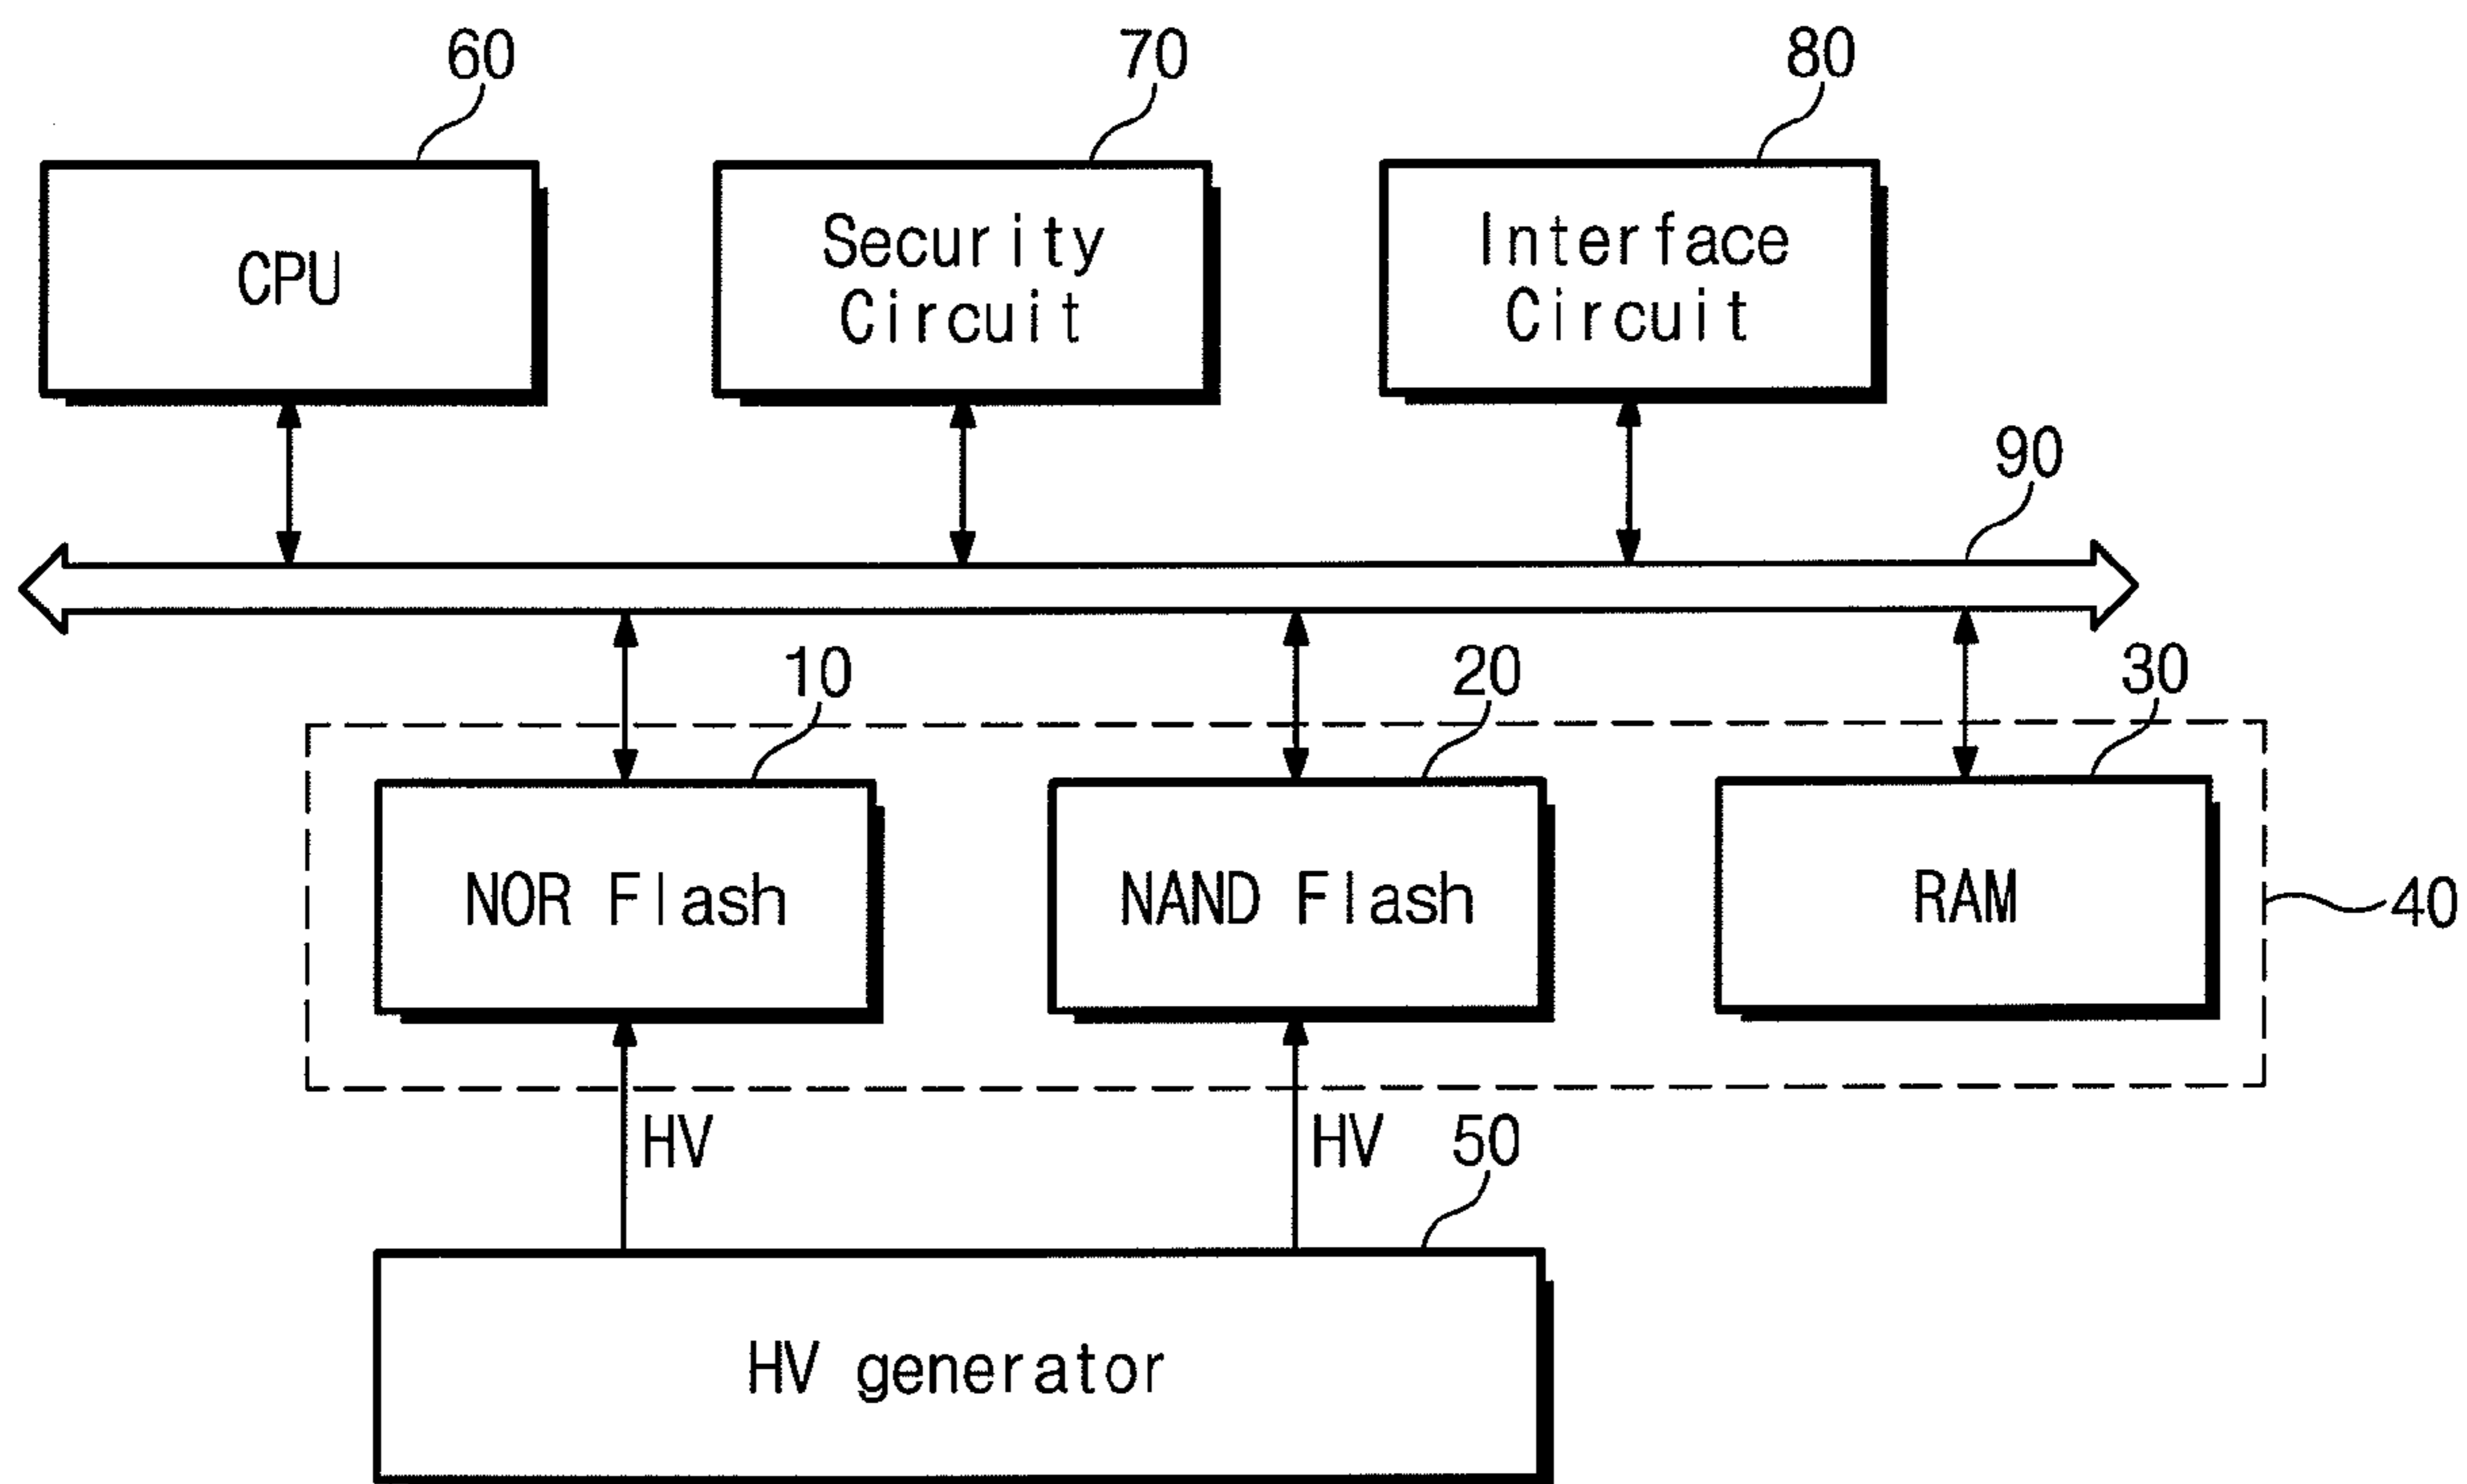 60
70
80
CPU
Security
Circuit
Interface
Circuit
90
10
20
30
NOR Flash
NAND Flash
RAM
40
HV
HV
50
HV generator